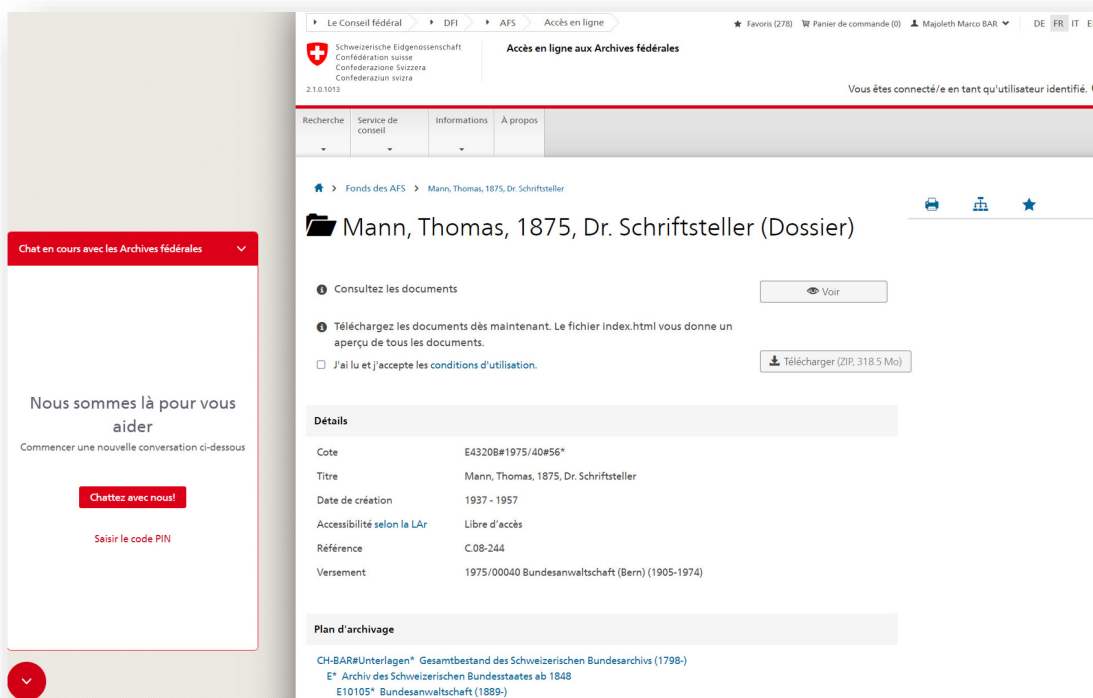 Le Conseil fédéral DFI AFS Accès en ligne
Favoris (278) Panier de commande (0) Majoleth Marco BAR DE FR IT
Schweizerische Eidgenossenschaft
Confédération suisse
Confederazione Svizzera
Confederaziun svizra
2.1.0.1013
Accès en ligne aux Archives fédérales
Vous êtes connecté/e en tant qu'utilisateur identifié.
Recherche
Service de
conseil
Informations
À propos
Fonds des AFS > Mann, Thomas, 1875, Dr. Schriftsteller
Mann, Thomas, 1875, Dr. Schriftsteller (Dossier)
Consultez les documents
Voir
Téléchargez les documents dès maintenant. Le fichier index.html vous donne un
aperçu de tous les documents.
J'ai lu et j'accepte les conditions d'utilisation.
Télécharger (ZIP, 318.5 Mo)
Détails
Cote E4320B#1975/40#56*
Titre Mann, Thomas, 1875, Dr. Schriftsteller
Date de création 1937 - 1957
Accessibilité selon la LAr Libre d'accès
Référence C.08-244
Versement 1975/00040 Bundesanwaltschaft (Bern) (1905-1974)
Plan d'archivage
CH-BAR#Unterlagen* Gesamtbestand des Schweizerischen Bundesarchivs (1798-)
E* Archiv des Schweizerischen Bundesstaates ab 1848
E10105* Bundesanwaltschaft (1889-)
Chat en cours avec les Archives fédérales
Nous sommes là pour vous
aider
Commencer une nouvelle conversation ci-dessous
Chattez avec nous!
Saisir le code PIN